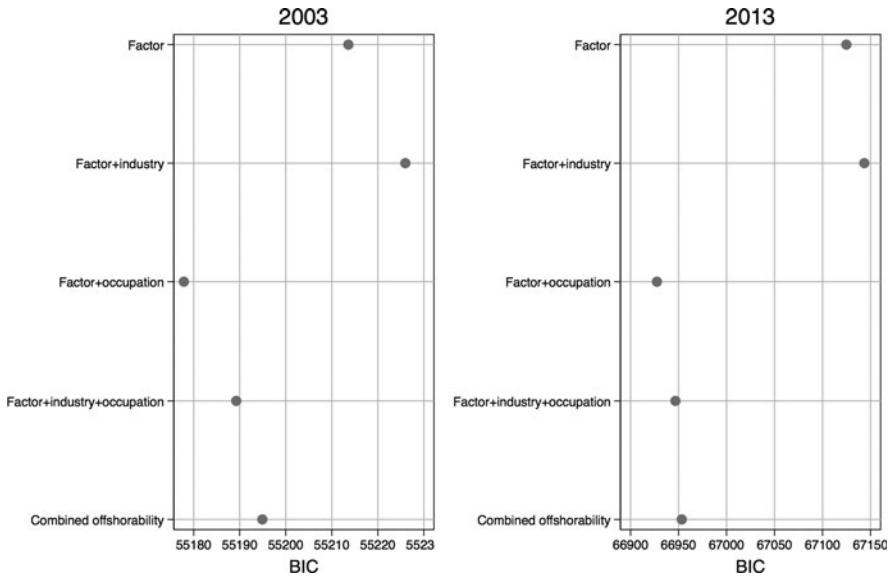 2003
Factor
Factor+industry
Factor+occupation
Factor+industry+occupation
Combined offshorability
55180 55190 55200 55210 55220 5523
BIC
2013
Factor
Factor+industry
Factor+occupation
Factor+industry+occupation
Combined offshorability
66900 66950 67000 67050 67100 67150
BIC